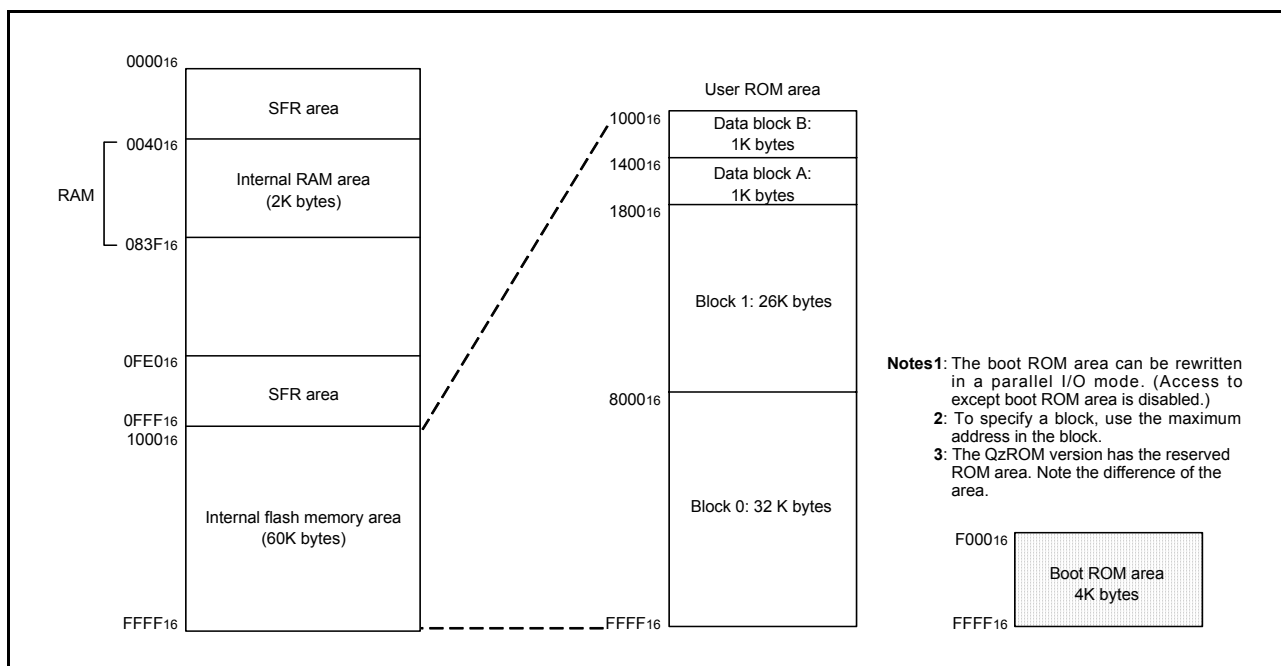 000016
SFR area
004016
RAM
Internal RAM area
(2K bytes)
083F16
0FE016
SFR area
0FFF16
100016
Internal flash memory area
(60K bytes)
FFFF16
User ROM area
100016
Data block B:
1K bytes
140016
Data block A:
1K bytes
180016
Block 1: 26K bytes
800016
Block 0: 32 K bytes
FFFF16
Notes1: The boot ROM area can be rewritten
in a parallel I/O mode. (Access to
except boot ROM area is disabled.)
2: To specify a block, use the maximum
address in the block.
3: The QzROM version has the reserved
ROM area. Note the difference of the
area.
F00016
Boot ROM area
4K bytes
FFFF16